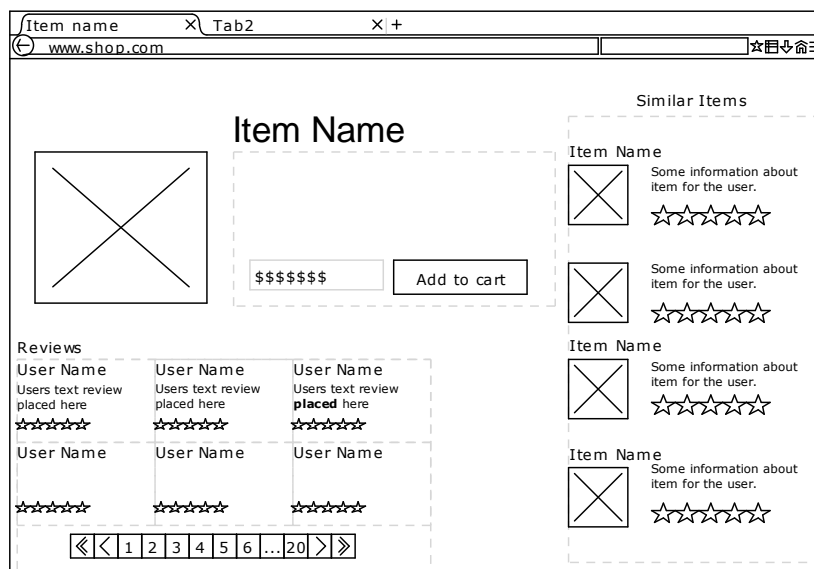 Item name
Tab2
+
www.shop.com
Similar Items
Item Name
$$$$$$$
Add to cart
Item Name
Some information about
item for the user.
Some information about
item for the user.
Item Name
Some information about
item for the user.
Item Name
Some information about
item for the user.
Reviews
User Name
Users text review
placed here
User Name
Users text review
placed here
User Name
Users text review
placed here
User Name
User Name
User Name
1 2 3 4 5 6 ... 20